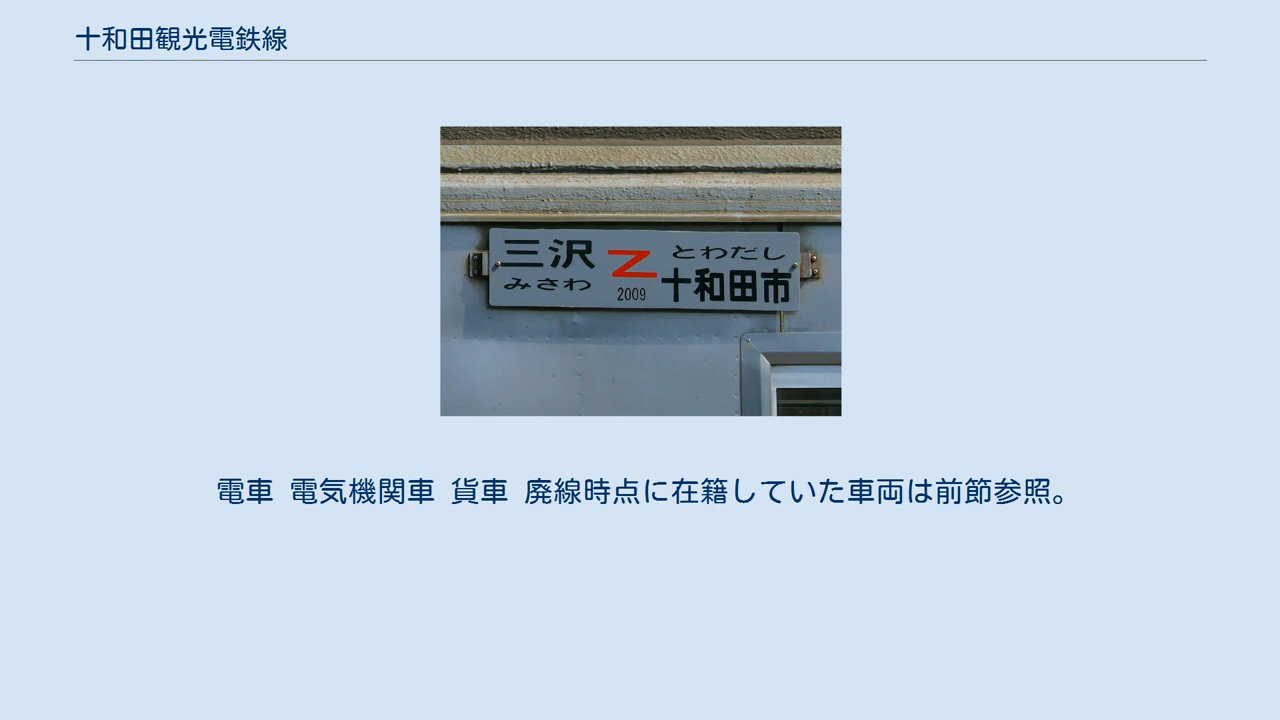 十和田観光電鉄線
三沢 Z とわだし
みさわ 2009 十和田市
電車 電気機関車 貨車 廃線時点に在籍していた車両は前節参照。